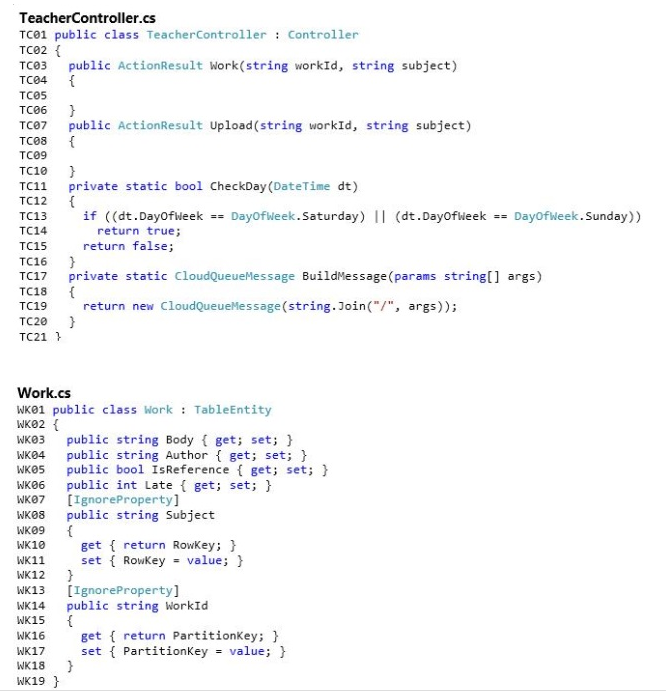 TeacherController.cs
TC01 public class TeacherController : Controller
TC02 {
TC03 public ActionResult Work(string workId, string subject)
TC04 {
TC05
TC06 }
TC07 public ActionResult Upload(string workId, string subject)
TC08 {
TC09
TC10 }
TC11 private static bool CheckDay(DateTime dt)
TC12 {
TC13 if ((dt.DayOfWeek == DayOfWeek.Saturday) || (dt.DayOfWeek == DayOfWeek.Sunday))
TC14 return true;
TC15 return false;
TC16 }
TC17 private static CloudQueueMessage BuildMessage(params string[] args)
TC18 {
TC19 return new CloudQueueMessage(string.Join("/", args));
TC20 }
TC21 }
Work.cs
WK01 public class Work : TableEntity
WK02 {
WK03 public string Body { get; set; }
WK04 public string Author { get; set; }
WK05 public bool IsReference { get; set; }
WK06 public int Late { get; set; }
WK07 [IgnoreProperty]
WK08 public string Subject
WK09 {
WK10 get { return RowKey; }
WK11 set { RowKey = value; }
WK12 }
WK13 [IgnoreProperty]
WK14 public string WorkId
WK15 {
WK16 get { return PartitionKey; }
WK17 set { PartitionKey = value; }
WK18 }
WK19 }